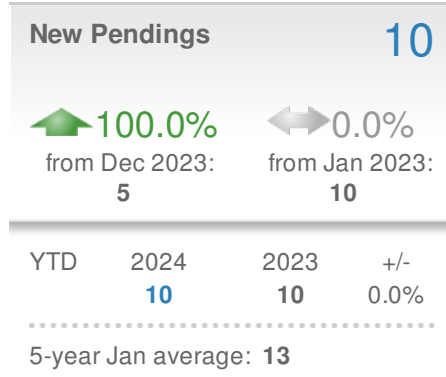 New Pendings 10
100.0% 0.0%
from Dec 2023: from Jan 2023:
5 10
YTD 2024 2023 +/-
10 10 0.0%
5-year Jan average: 13